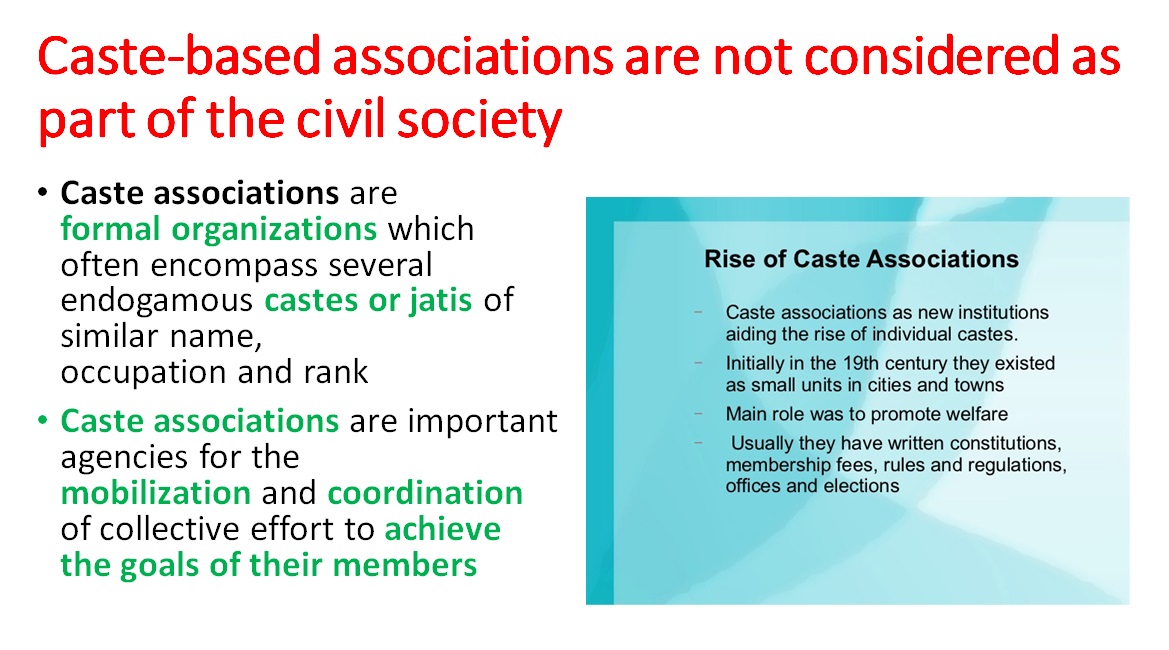 Caste-based associations are not considered as
part of the civil society
• Caste associations are
formal organizations which
often encompass several
endogamous castes or jatis of
similar name,
occupation and rank
• Caste associations are important
agencies for the
mobilization and coordination
of collective effort to achieve
the goals of their members
Rise of Caste Associations
– Caste associations as new institutions
aiding the rise of individual castes.
– Initially in the 19th century they existed
as small units in cities and towns
– Main role was to promote welfare
– Usually they have written constitutions,
membership fees, rules and regulations,
offices and elections